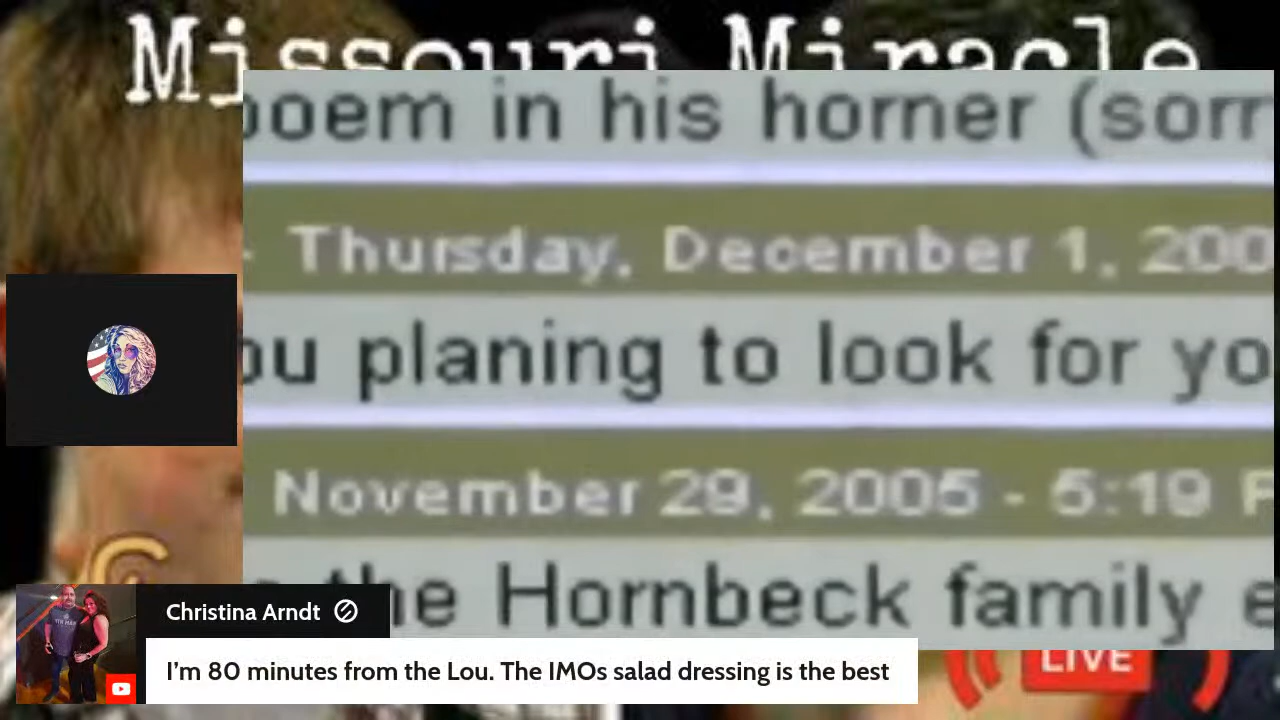 Missouri Miracle
poem in his horner (sorr
- Thursday, December 1, 200
ou planing to look for yo
November 29, 2005 - 5:19 P
the Hornbeck family e
Christina Arndt
I'm 80 minutes from the Lou. The IMOs salad dressing is the best
LIVE